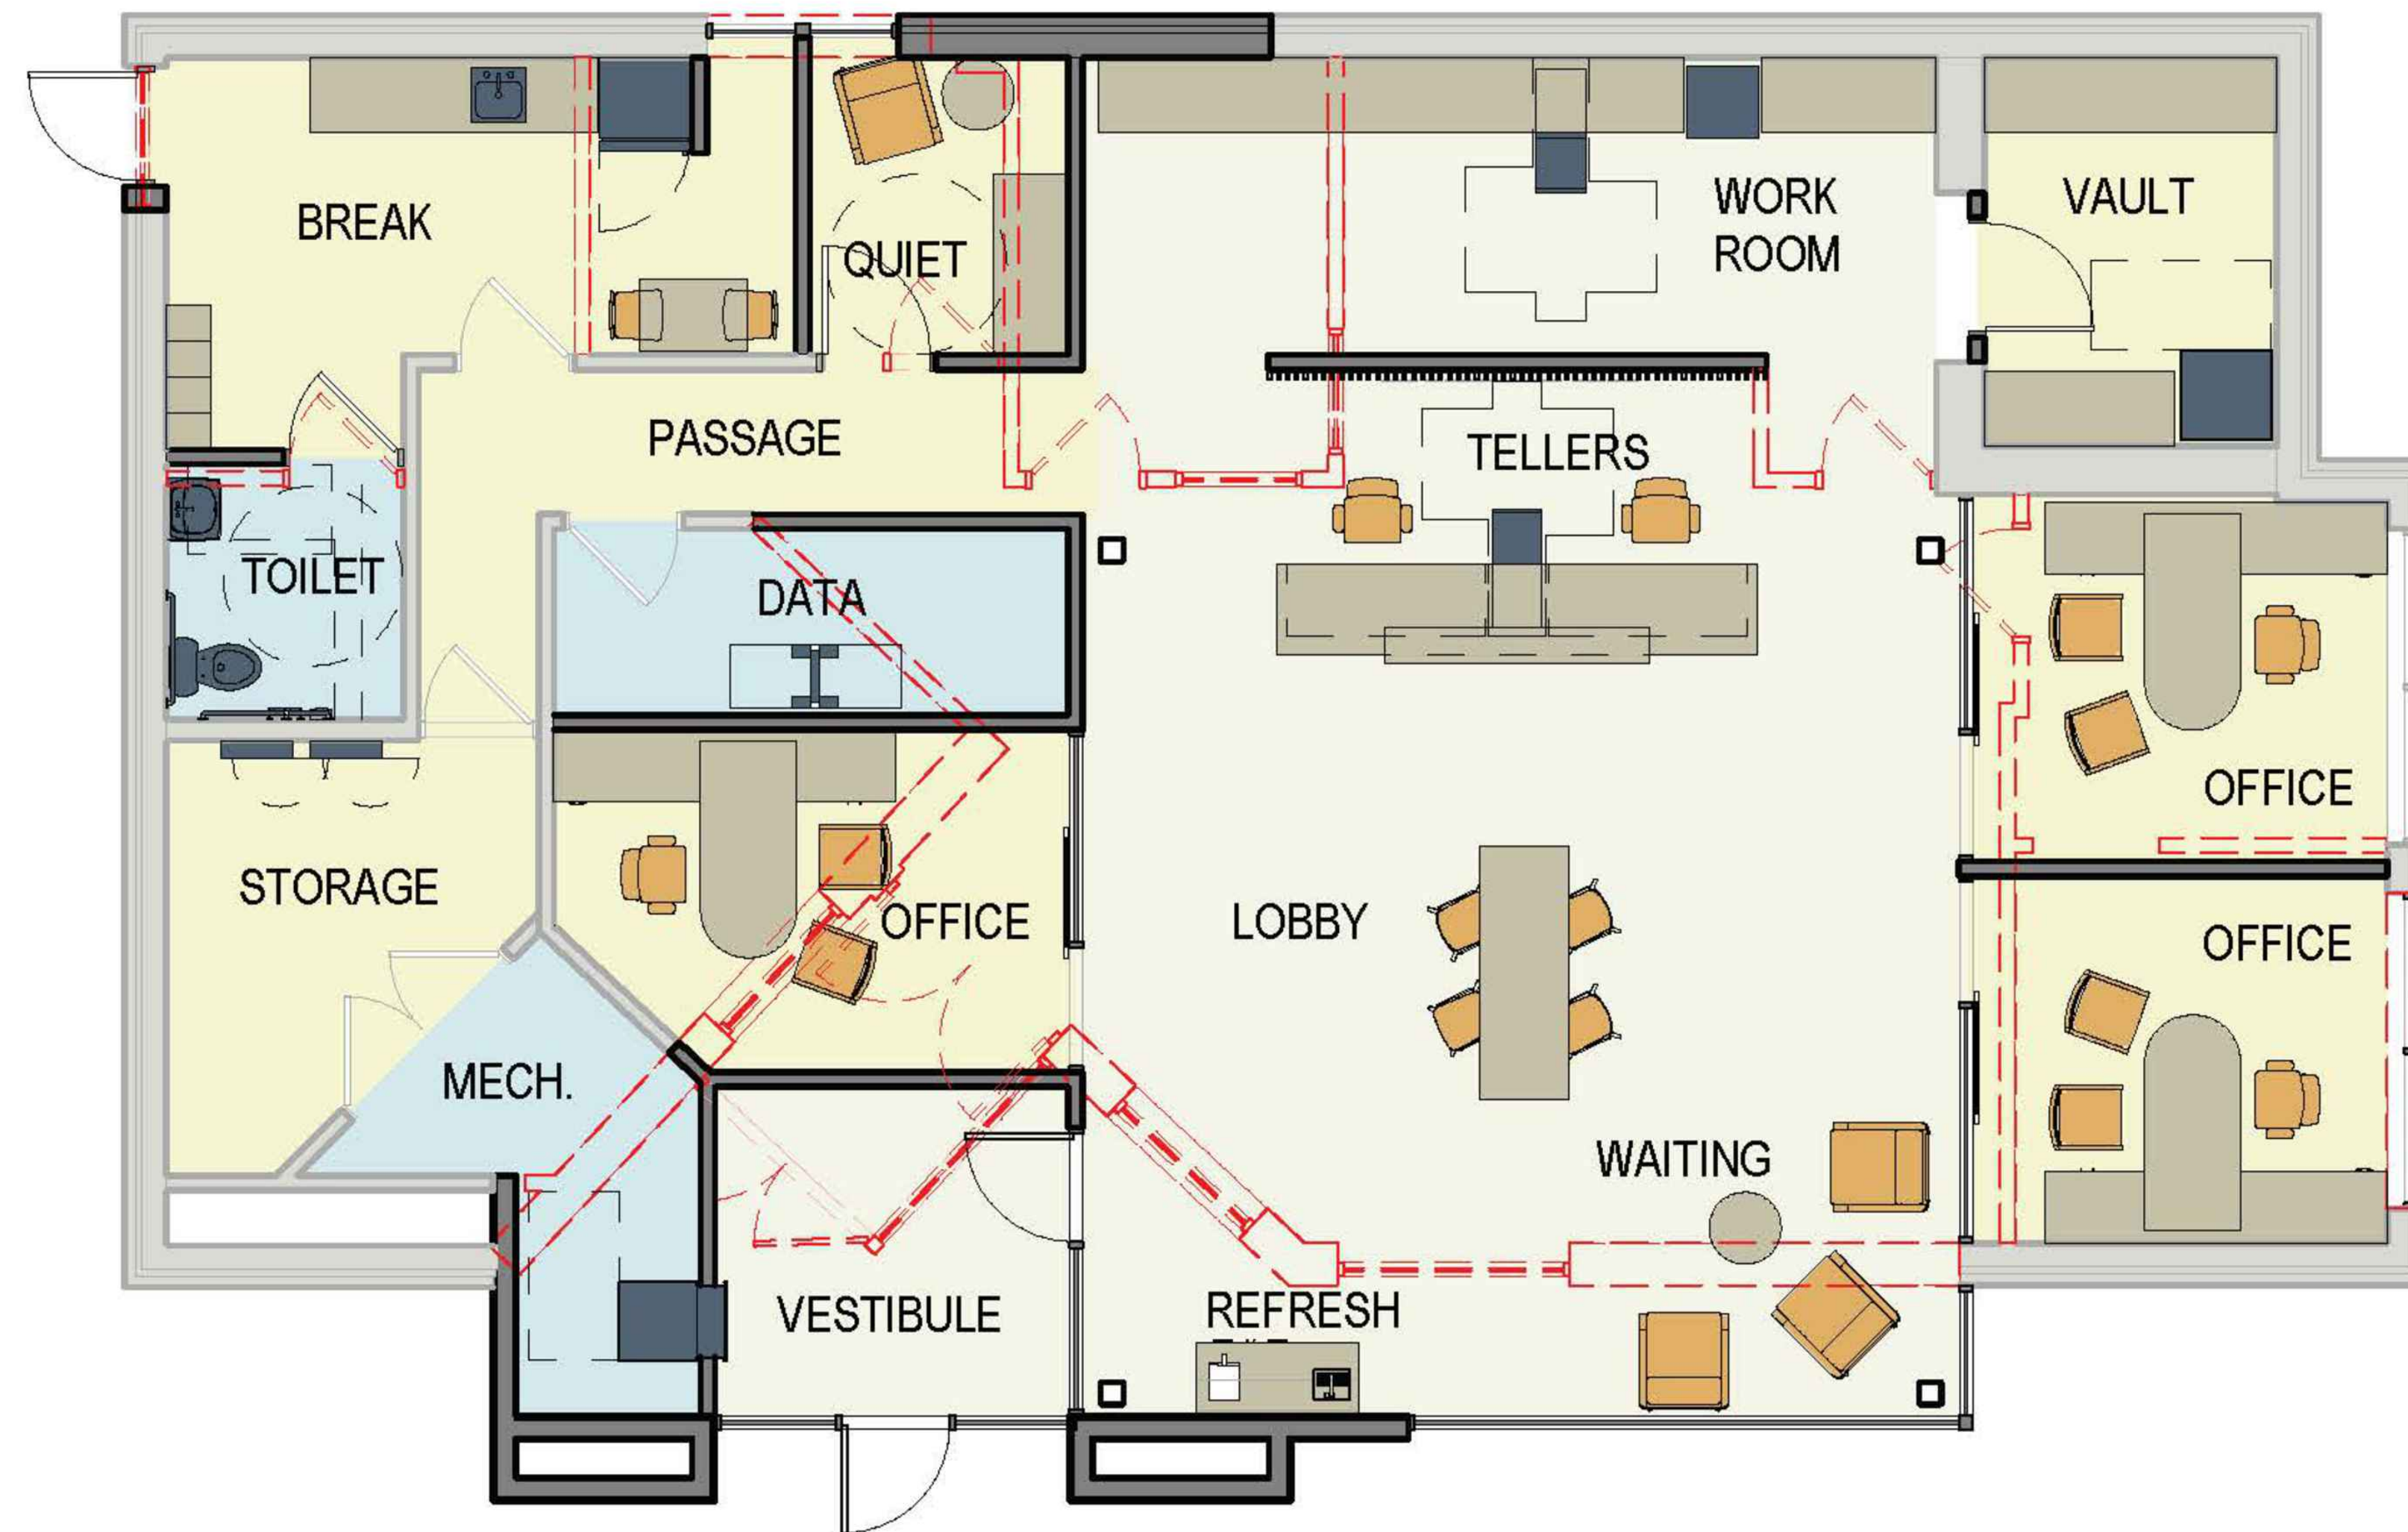 BREAK
QUIET
WORK
ROOM
VAULT
PASSAGE
TELLERS
TOILET
DATA
OFFICE
STORAGE
OFFICE
LOBBY
OFFICE
MECH.
WAITING
VESTIBULE
REFRESH